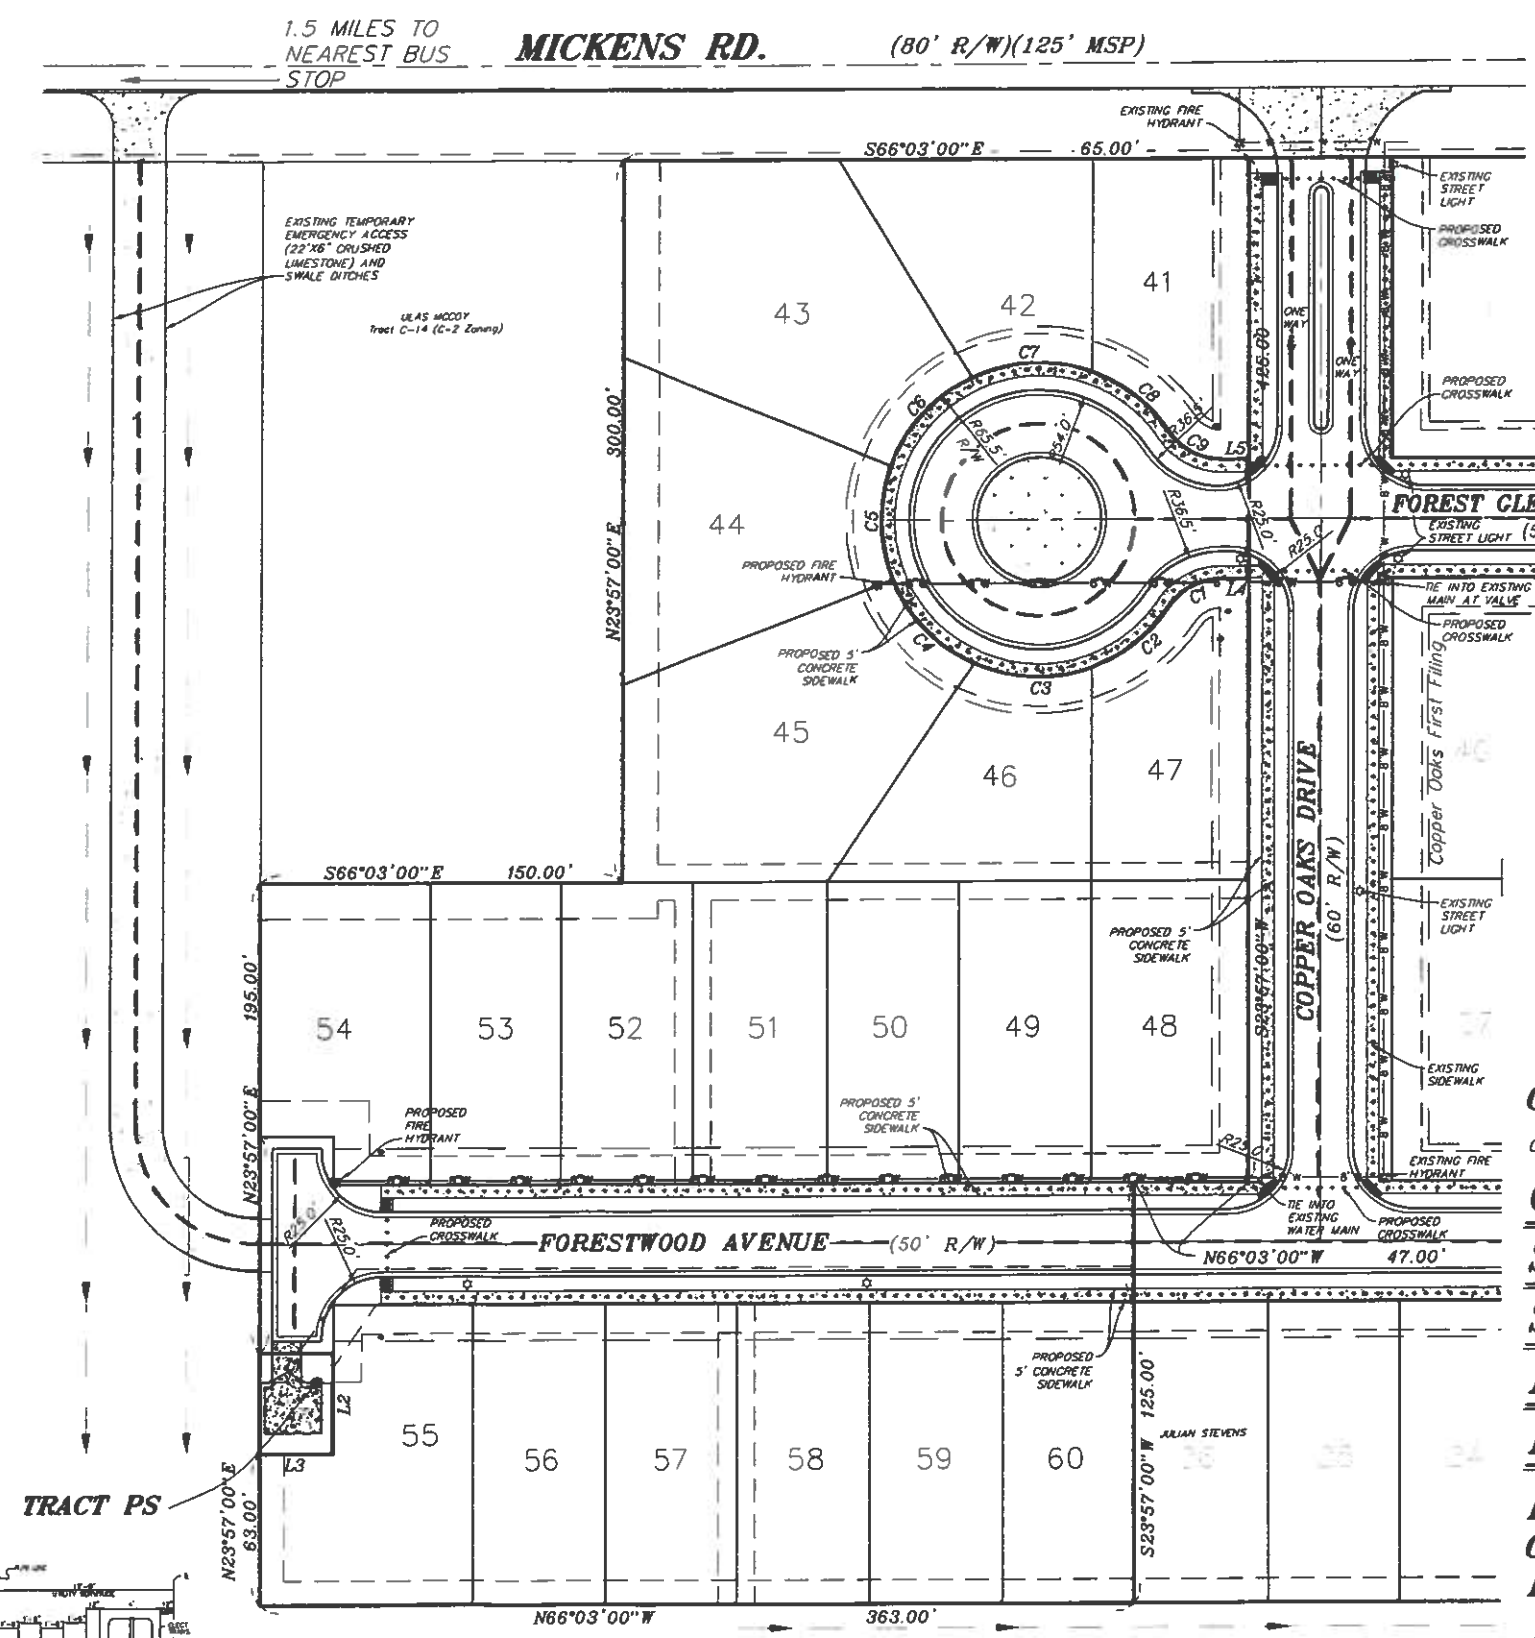 1.5 MILES TO
NEAREST BUS
STOP
MICKENS RD.
(80' R/W)(125' MSP)
EXISTING FIRE
HYDRANT
S66°03'00"E
65.00'
EXISTING
STREET
LIGHT
PROPOSED
CROSSWALK
EXISTING TEMPORARY
EMERGENCY ACCESS
(22'X6" CRUSHED
LIMESTONE) AND
SWALE DITCHES
ULAS MCCOY
Tract C-14 (C-2 Zoning)
43
42
41
ONE
WAY
ONE
WAY
425.00
C7
C8
C6
C9
L5
R36.5'
R65.5'
R/W
R54.0'
PROPOSED
CROSSWALK
300.00'
N23°57'00"E
44
C5
R36.5'
R25.0'
R25.0'
FOREST GLE
EXISTING
STREET LIGHT
PROPOSED FIRE
HYDRANT
C1
L4
TIE INTO EXISTING
MAIN AT VALVE
PROPOSED
CROSSWALK
C4
C2
C3
PROPOSED 5'
CONCRETE
SIDEWALK
45
46
47
COPPER OAKS DRIVE
(60' R/W)
Copper Oaks First Filling
S66°03'00"E
150.00'
PROPOSED 5'
CONCRETE
SIDEWALK
EXISTING
STREET
LIGHT
S23°57'00"W
195.00'
N23°57'00"E
54
53
52
51
50
49
48
EXISTING
SIDEWALK
PROPOSED
FIRE
HYDRANT
PROPOSED 5'
CONCRETE
SIDEWALK
R25.0'
EXISTING FIRE
HYDRANT
R25.0'
R25.0'
PROPOSED
CROSSWALK
FORESTWOOD AVENUE
(50' R/W)
TIE INTO
EXISTING
WATER MAIN
PROPOSED
CROSSWALK
N66°03'00"W
47.00'
PROPOSED
5' CONCRETE
SIDEWALK
L2
L3
55
56
57
58
59
60
S23°57'00"W 125.00'
JULIAN STEVENS
TRACT PS
N23°57'00"E
63.00'
N66°03'00"W
363.00'